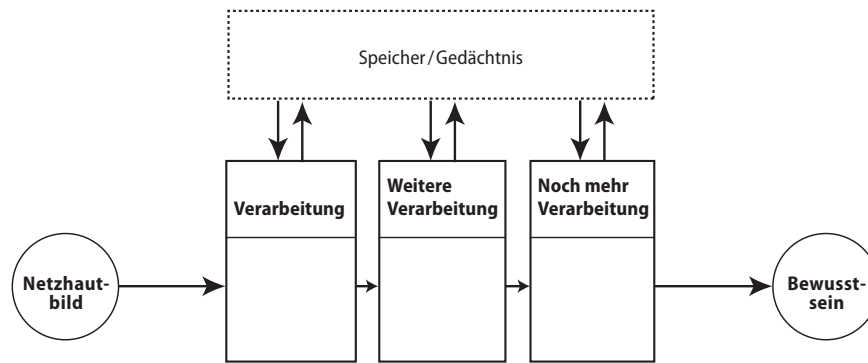 Speicher/Gedächtnis
Verarbeitung
Weitere
Verarbeitung
Noch mehr
Verarbeitung
Netzhaut-
bild
Bewusst-
sein